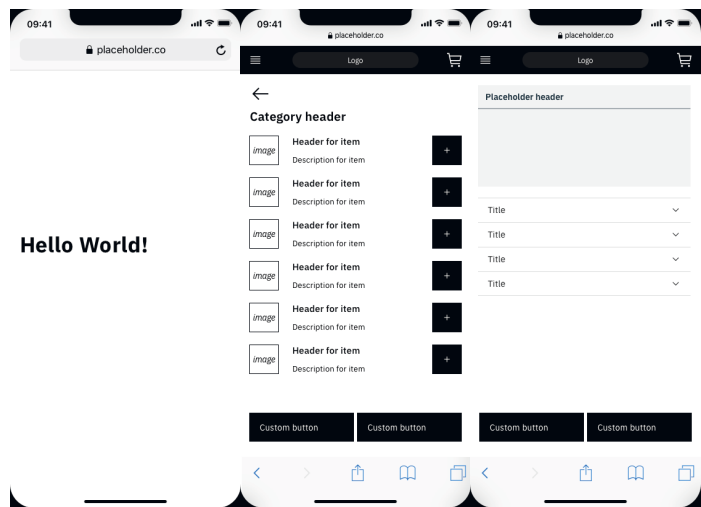 09:41
placeholder.co
Hello World!
09:41
placeholder.co
Logo
Category header
image
Header for item
Description for item
+
image
Header for item
Description for item
+
image
Header for item
Description for item
+
image
Header for item
Description for item
+
image
Header for item
Description for item
+
image
Header for item
Description for item
+
Custom button
Custom button
09:41
placeholder.co
Logo
Placeholder header
Title
Title
Title
Title
Custom button
Custom button